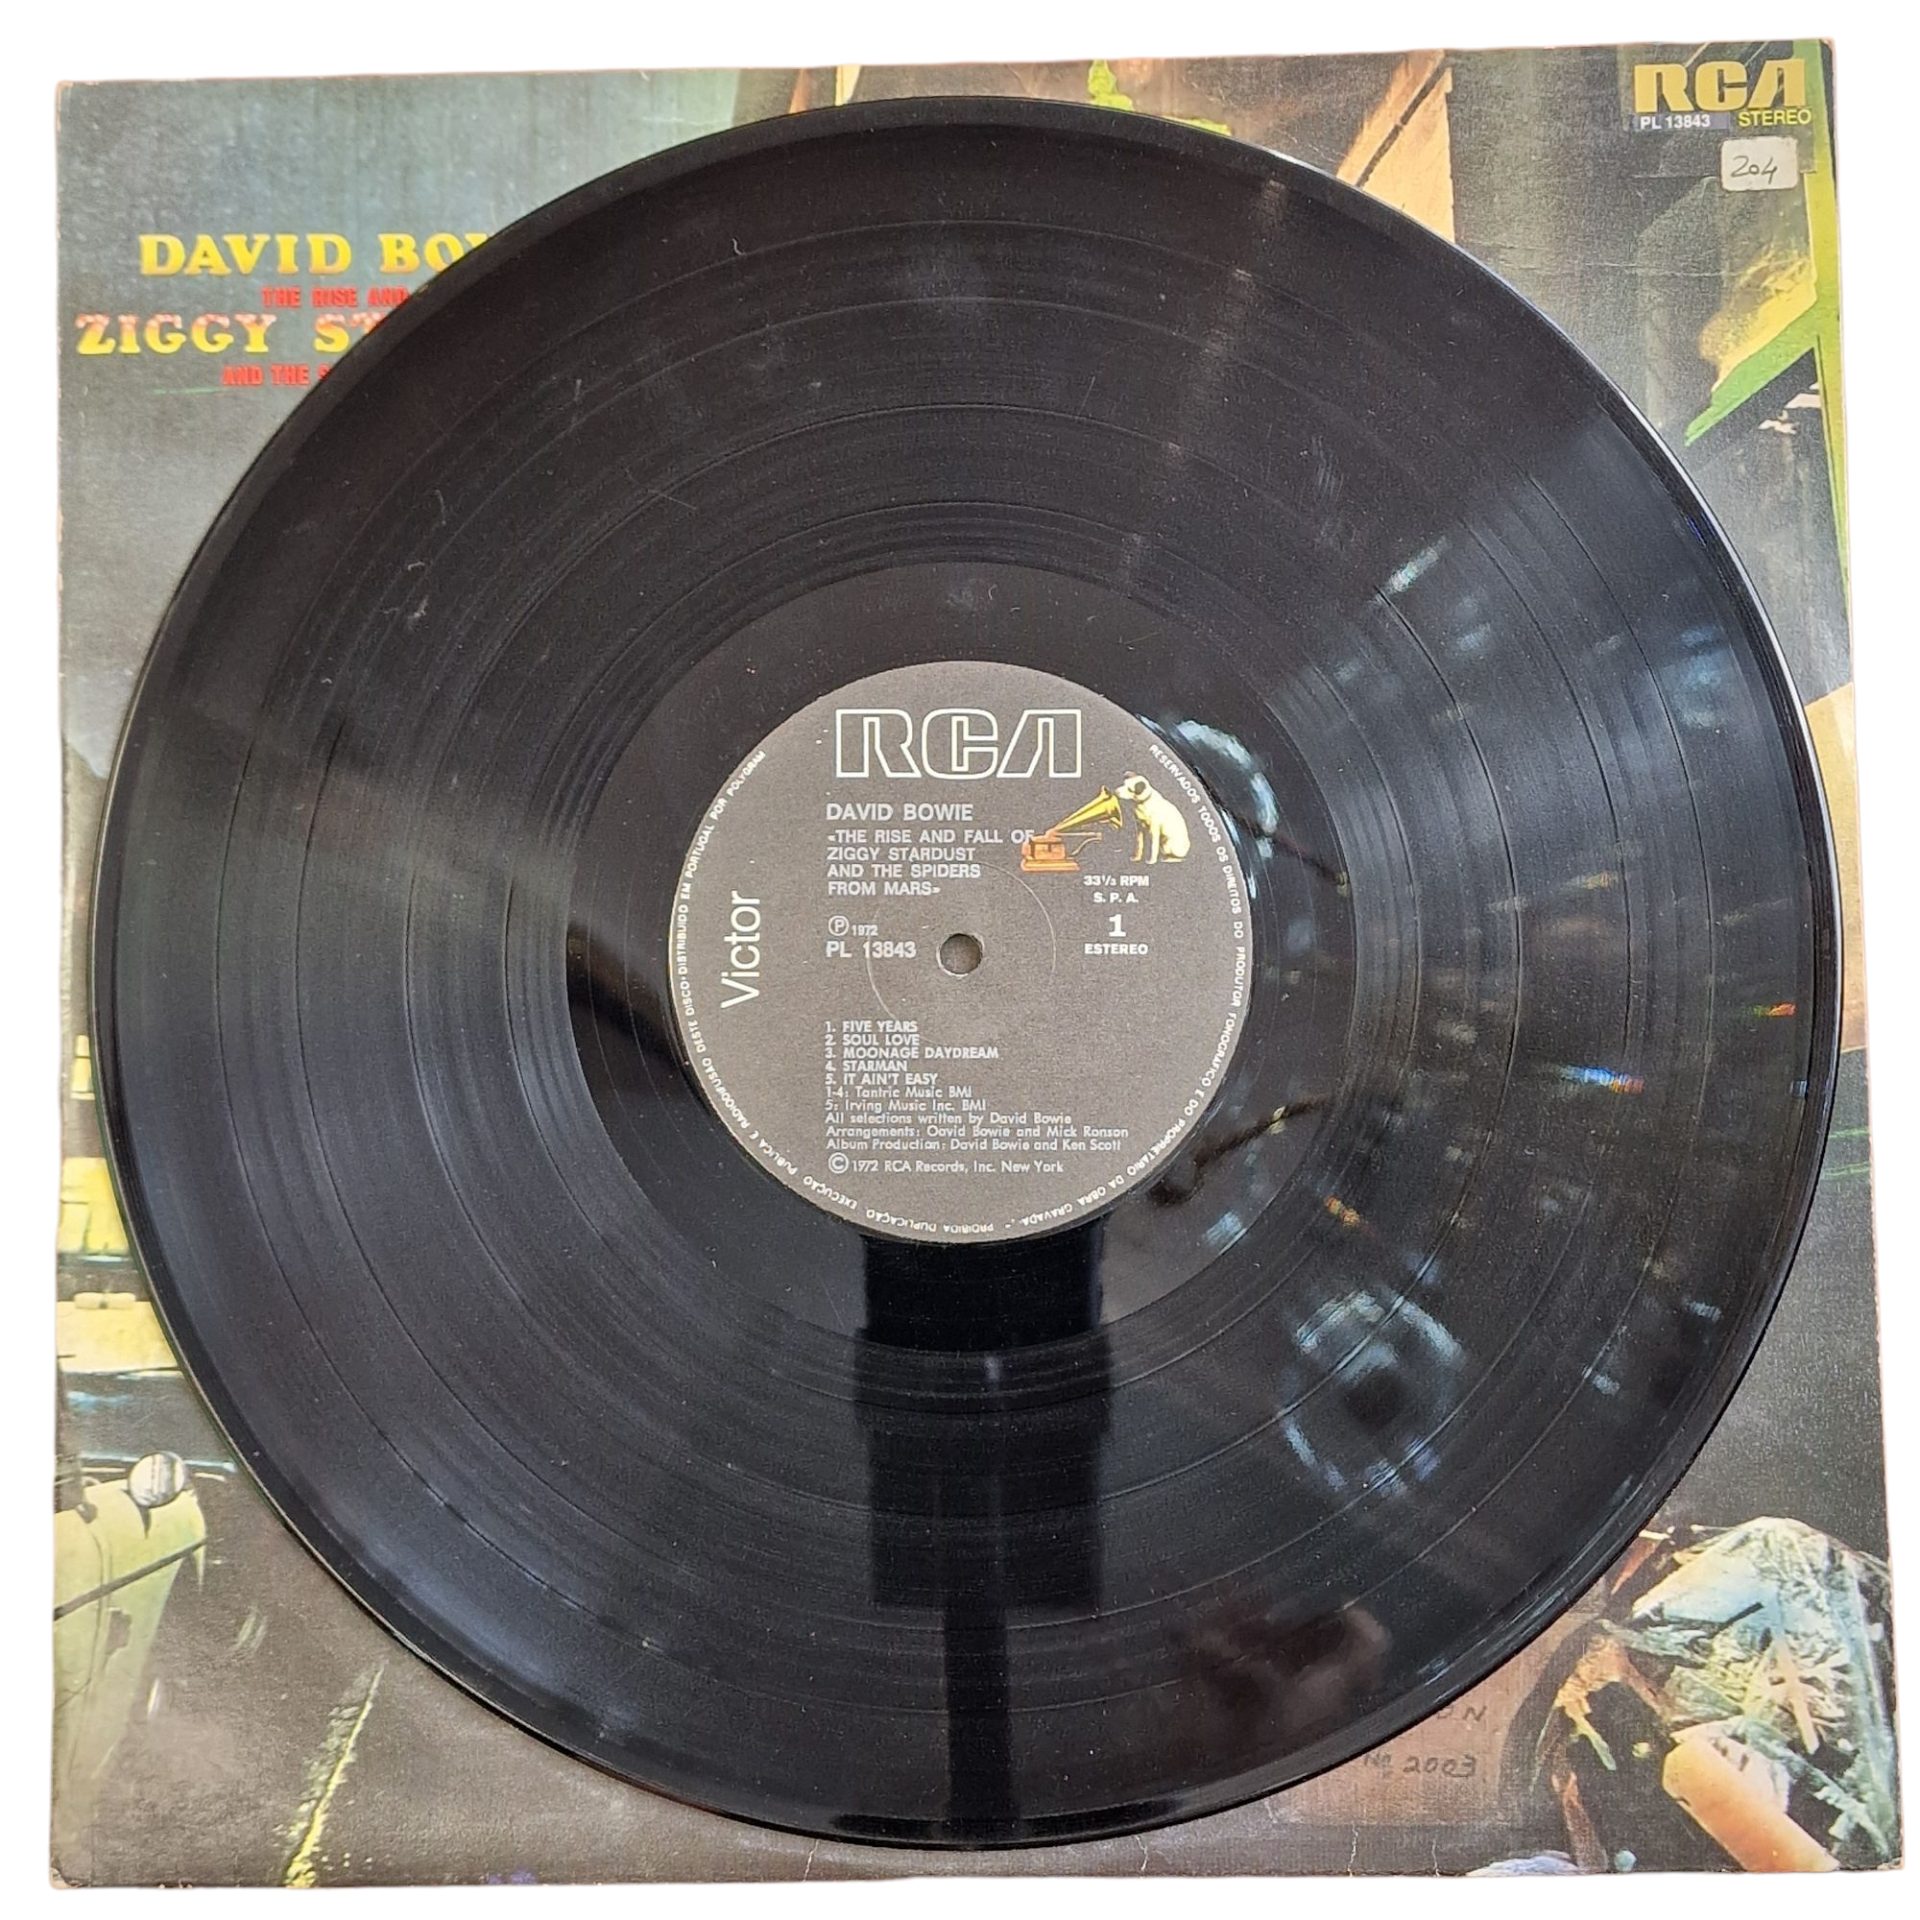 RCA
PL 13843 STEREO
204
DAVID BOW
THE RISE AND
ZIGGY ST
AND THE S
RCA
DAVID BOWIE
«THE RISE AND FALL OF
ZIGGY STARDUST
AND THE SPIDERS
FROM MARS»
33 1/3 RPM
S. P. A.
1
ESTEREO
Ⓟ 1972
PL 13843
Victor
1. FIVE YEARS
2. SOUL LOVE
3. MOONAGE DAYDREAM
4. STARMAN
5. IT AIN'T EASY
1-4: Tantric Music BMI
5: Irving Music Inc. BMI
All selections written by David Bowie
Arrangements: David Bowie and Mick Ronson
Album Production: David Bowie and Ken Scott
© 1972 RCA Records, Inc. New York
RESERVADOS TODOS OS DIREITOS DO PRODUTOR FONOGRÁFICO E DO PROPRIETÁRIO DA OBRA GRAVADA. PROIBIDA DUPLICAÇÃO, EXECUÇÃO PÚBLICA E RADIODIFUSÃO DESTE DISCO • DISTRIBUIDO EM PORTUGAL POR POLYGRAM
Nº 2003